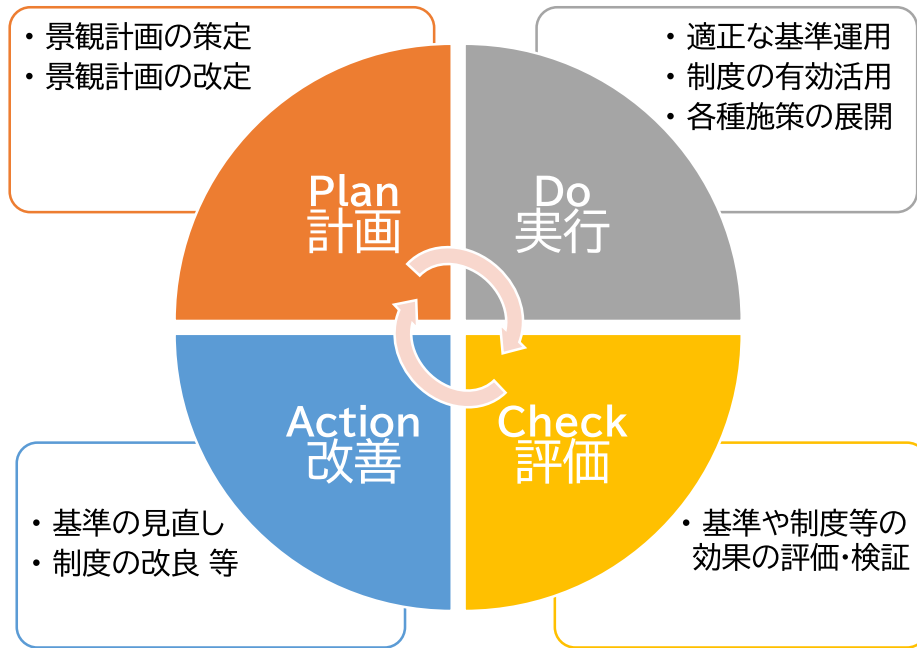 ・ 景観計画の策定
・ 景観計画の改定
・ 適正な基準運用
・ 制度の有効活用
・ 各種施策の展開
Plan
計画
Do
実行
Action
改善
Check
評価
・ 基準の見直し
・ 制度の改良 等
・ 基準や制度等の
効果の評価・検証